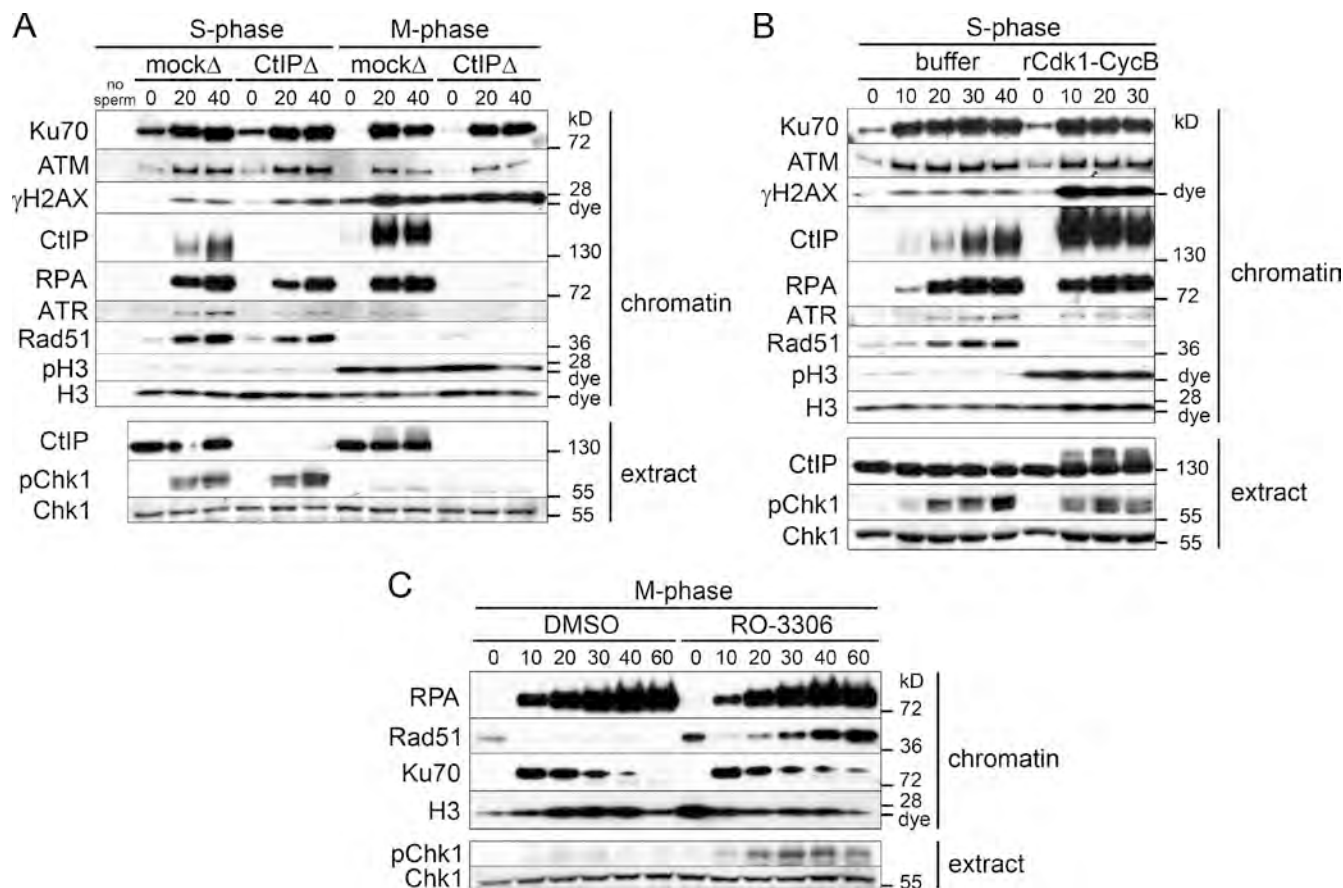 A
S-phase M-phase
mockΔ CtIPΔ mockΔ CtIPΔ
no sperm 0 20 40 0 20 40 0 20 40 0 20 40
kD
Ku70 72
ATM
γH2AX 28 dye
CtIP 130
RPA 72
ATR
Rad51 36
pH3 28
H3 dye
chromatin
CtIP 130
pChk1 55
Chk1 55
extract
B
S-phase
buffer rCdk1-CycB
0 10 20 30 40 0 10 20 30
kD
Ku70 72
ATM
γH2AX dye
CtIP 130
RPA 72
ATR
Rad51 36
pH3 dye
H3 28 dye
chromatin
CtIP 130
pChk1 55
Chk1 55
extract
C
M-phase
DMSO RO-3306
0 10 20 30 40 60 0 10 20 30 40 60
kD
RPA 72
Rad51 36
Ku70 72
H3 28 dye
chromatin
pChk1
Chk1 55
extract